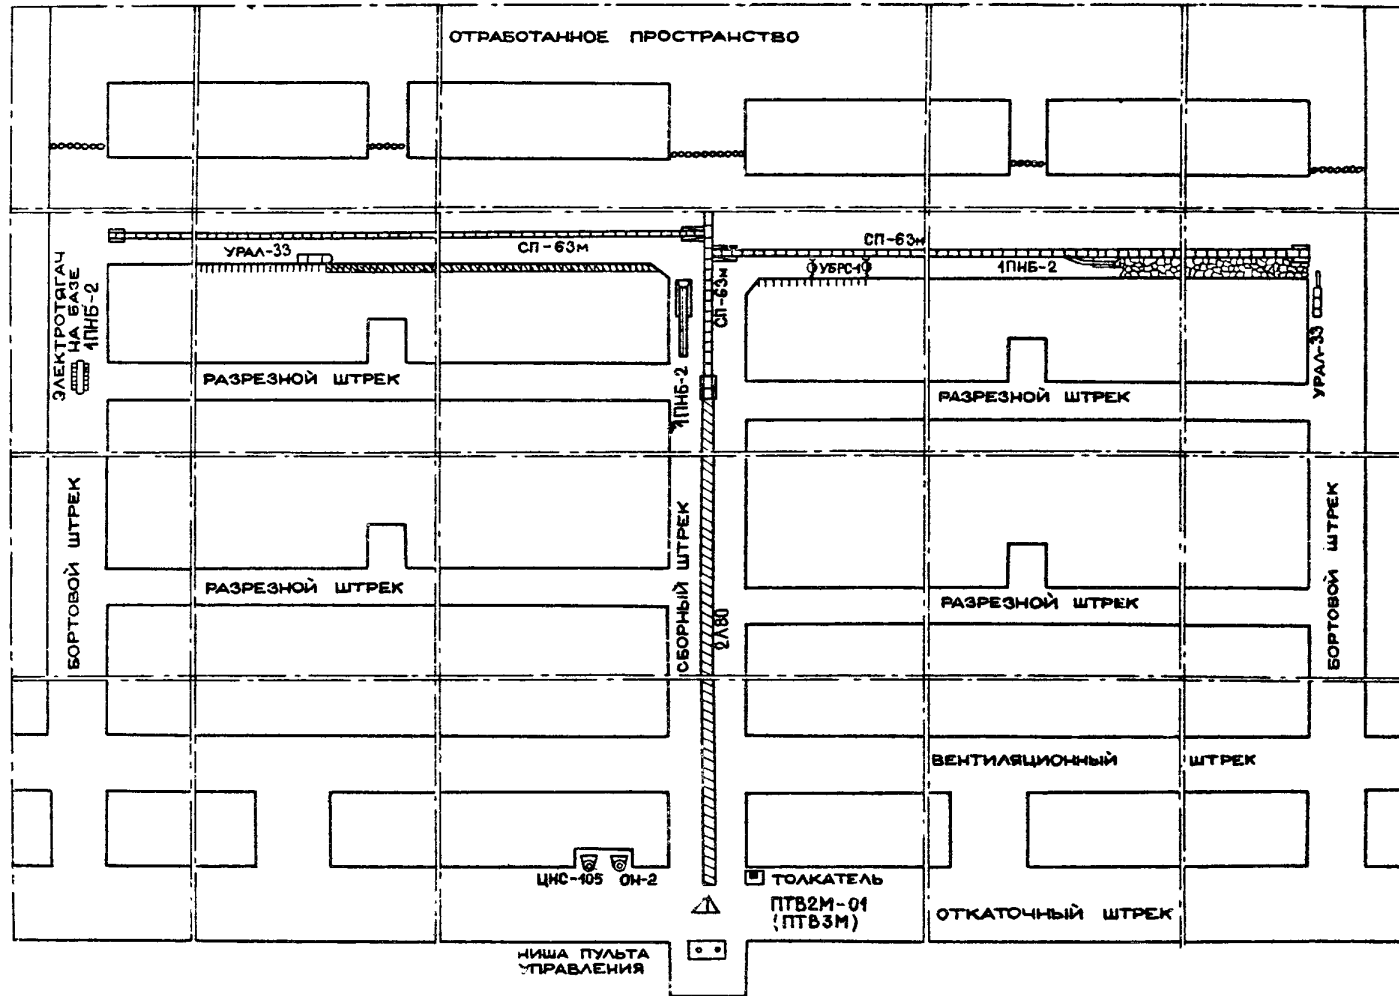 ОТРАБОТАННОЕ ПРОСТРАНСТВО
УРАЛ-33
СП-63м
СП-63м
УБРС1
1ПНБ-2
СП-63м
ЭЛЕКТРОТЯГАЧ
НА БАЗЕ
1ПНБ-2
УРАЛ-33
РАЗРЕЗНОЙ ШТРЕК
1ПНБ-2
РАЗРЕЗНОЙ ШТРЕК
БОРТОВОЙ ШТРЕК
СБОРНЫЙ ШТРЕК
2Л80
БОРТОВОЙ ШТРЕК
РАЗРЕЗНОЙ ШТРЕК
РАЗРЕЗНОЙ ШТРЕК
ВЕНТИЛЯЦИОННЫЙ ШТРЕК
ЦНС-105 ОН-2
ТОЛКАТЕЛЬ
ПТВ2М-01
(ПТВ3М)
ОТКАТОЧНЫЙ ШТРЕК
НИША ПУЛЬТА
УПРАВЛЕНИЯ